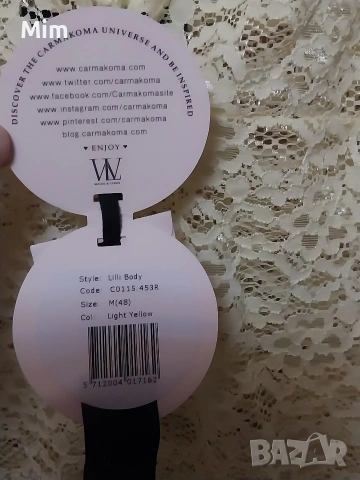 Mim
DISCOVER THE CARMAKOMA UNIVERSE AND BE INSPIRED
www.carmakoma.com
www.twitter.com/carmakoma
www.facebook.com/Carmakomasite
www.instagram.com/carmakoma
www.pinterest.com/carmakoma
blog.carmakoma.com
♥ ENJOY ♥
Style: Lilli Body
Code: C0115.453R
Size: M(48)
Col: Light Yellow
5 712004 017162
BAZAR